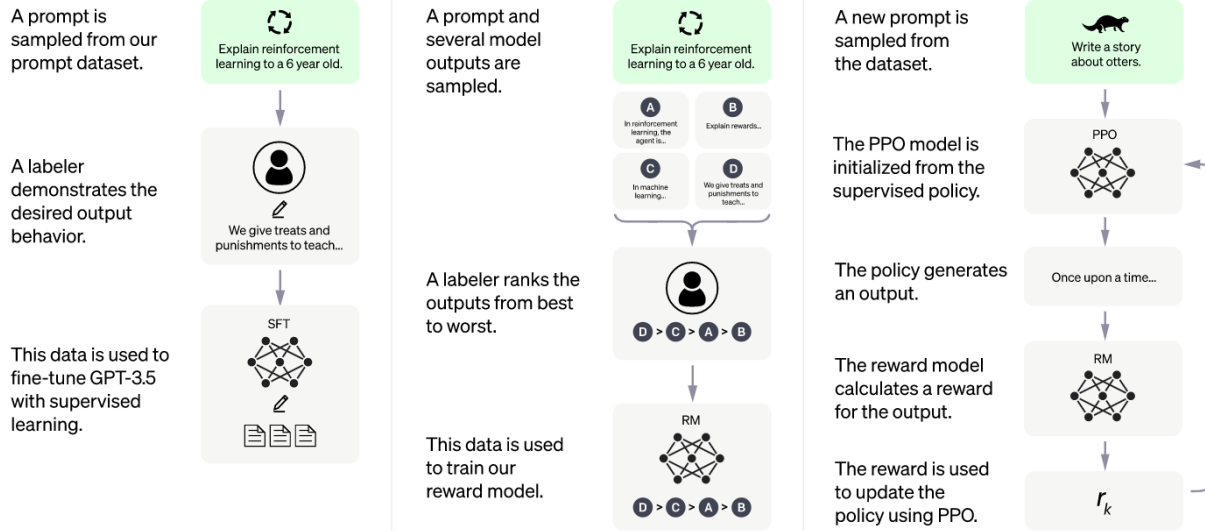 A prompt is
sampled from our
prompt dataset.
Explain reinforcement
learning to a 6 year old.
A labeler
demonstrates the
desired output
behavior.
We give treats and
punishments to teach...
This data is used to
fine-tune GPT-3.5
with supervised
learning.
SFT
A prompt and
several model
outputs are
sampled.
Explain reinforcement
learning to a 6 year old.
A
In reinforcement
learning, the
agent is...
B
Explain rewards...
C
In machine
learning...
D
We give treats and
punishments to
teach...
A labeler ranks the
outputs from best
to worst.
D > C > A > B
This data is used
to train our
reward model.
RM
D > C > A > B
A new prompt is
sampled from
the dataset.
Write a story
about otters.
The PPO model is
initialized from the
supervised policy.
PPO
The policy generates
an output.
Once upon a time...
The reward model
calculates a reward
for the output.
RM
The reward is used
to update the
policy using PPO.
rₖ